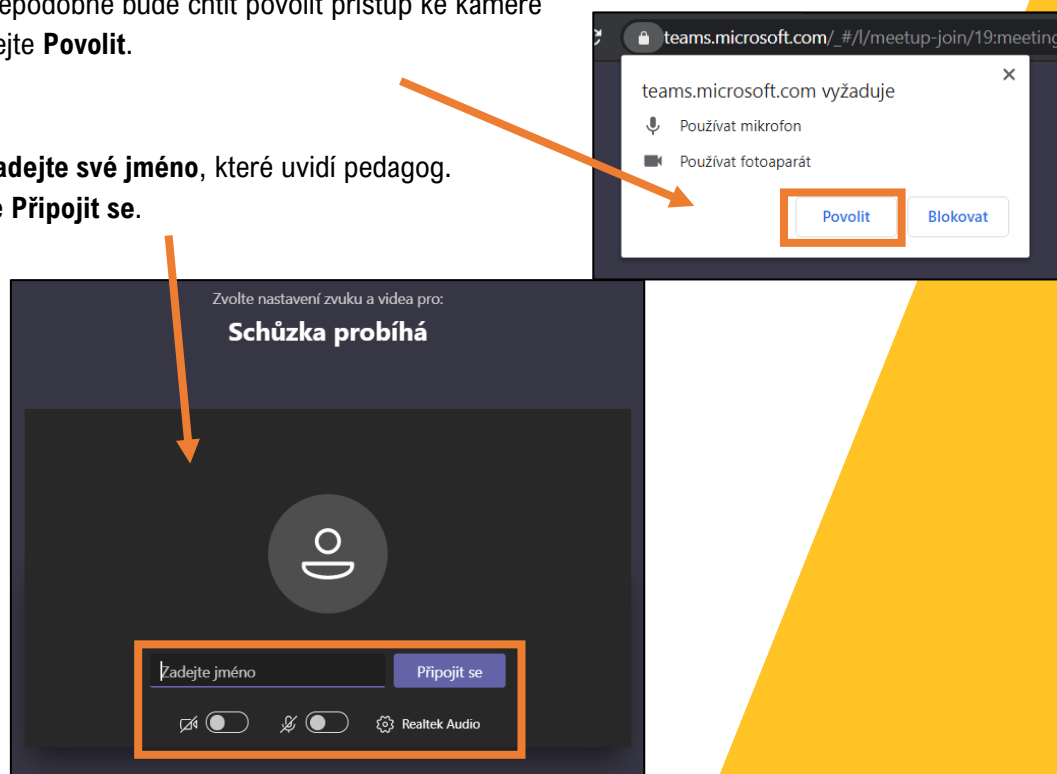 epodobně bude chtít povolit přístup ke kameře
ejte Povolit.
adejte své jméno, které uvidí pedagog.
e Připojit se.
teams.microsoft.com/_#/l/meetup-join/19:meeting
teams.microsoft.com vyžaduje
Používat mikrofon
Používat fotoaparát
Povolit Blokovat
Zvolte nastavení zvuku a videa pro:
Schůzka probíhá
Zadejte jméno Připojit se
Realtek Audio